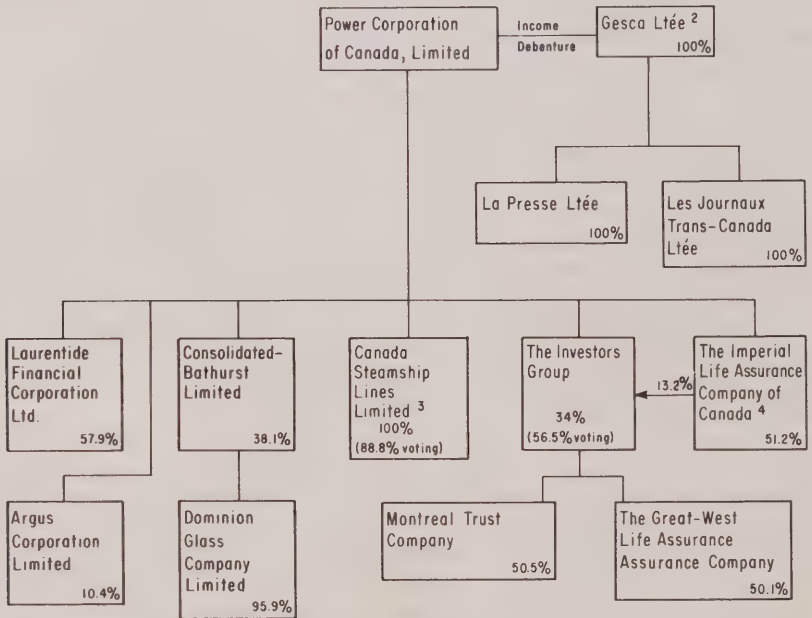 Power Corporation
of Canada, Limited
Income
Debenture
Gesca Ltée 2
100%
La Presse Ltée
100%
Les Journaux
Trans-Canada
Ltée
100%
Laurentide
Financial
Corporation
Ltd.
57.9%
Consolidated-
Bathurst
Limited
38.1%
Canada
Steamship
Lines
Limited 3
100%
(88.8% voting)
The Investors
Group
34%
(56.5% voting)
13.2%
The Imperial
Life Assurance
Company of
Canada 4
51.2%
Argus
Corporation
Limited
10.4%
Dominion
Glass
Company
Limited
95.9%
Montreal Trust
Company
50.5%
The Great-West
Life Assurance
Assurance Company
50.1%